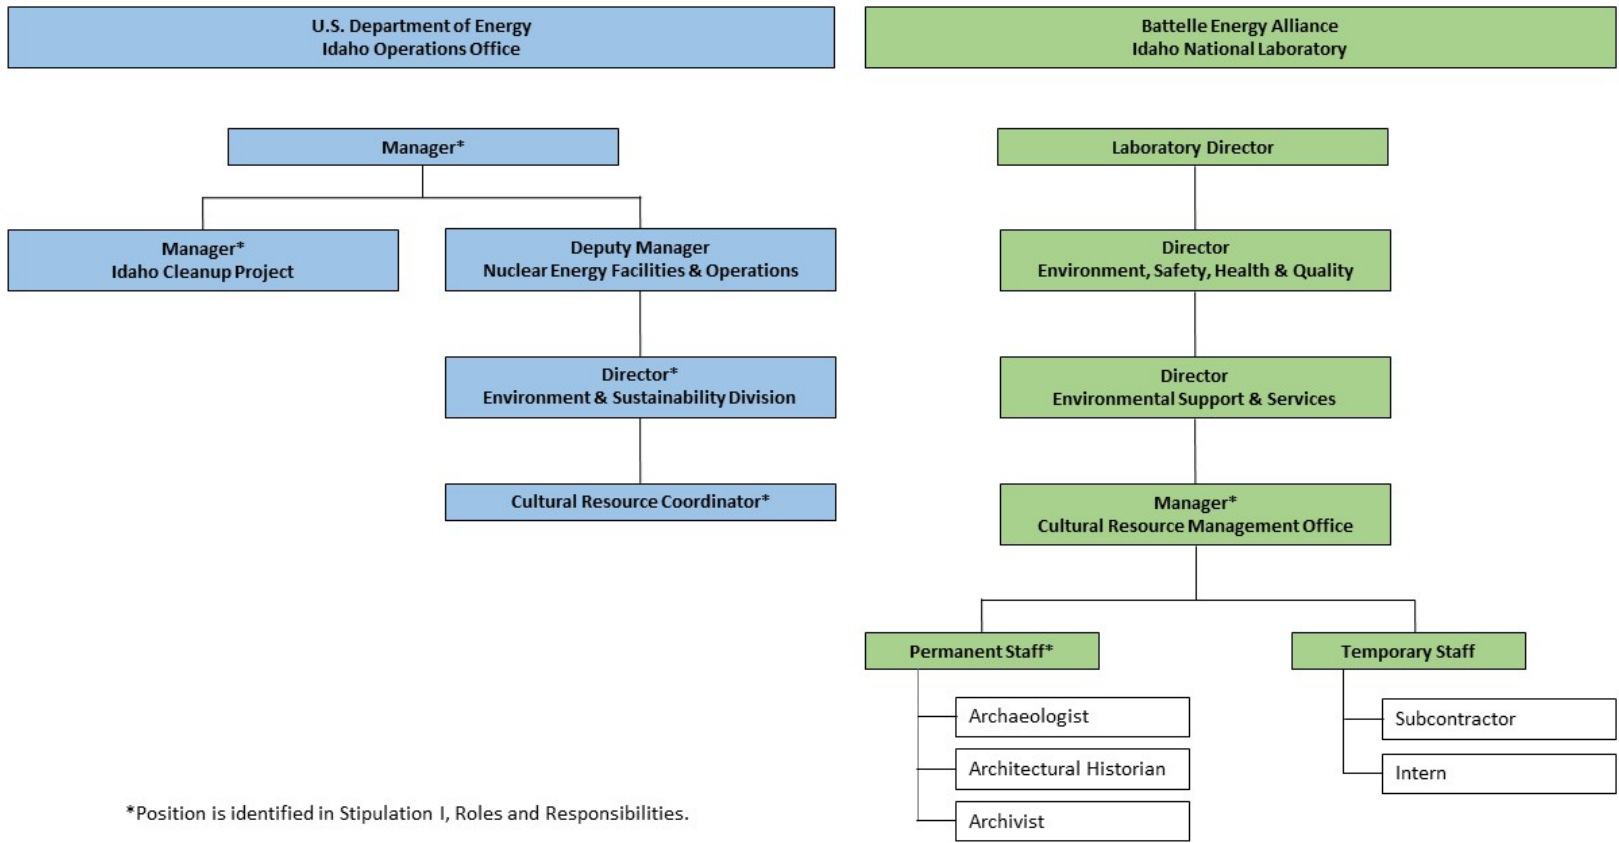 U.S. Department of Energy
Idaho Operations Office
Battelle Energy Alliance
Idaho National Laboratory
Manager*
Manager*
Idaho Cleanup Project
Deputy Manager
Nuclear Energy Facilities & Operations
Director*
Environment & Sustainability Division
Cultural Resource Coordinator*
Laboratory Director
Director
Environment, Safety, Health & Quality
Director
Environmental Support & Services
Manager*
Cultural Resource Management Office
Permanent Staff*
Archaeologist
Architectural Historian
Archivist
Temporary Staff
Subcontractor
Intern
*Position is identified in Stipulation I, Roles and Responsibilities.